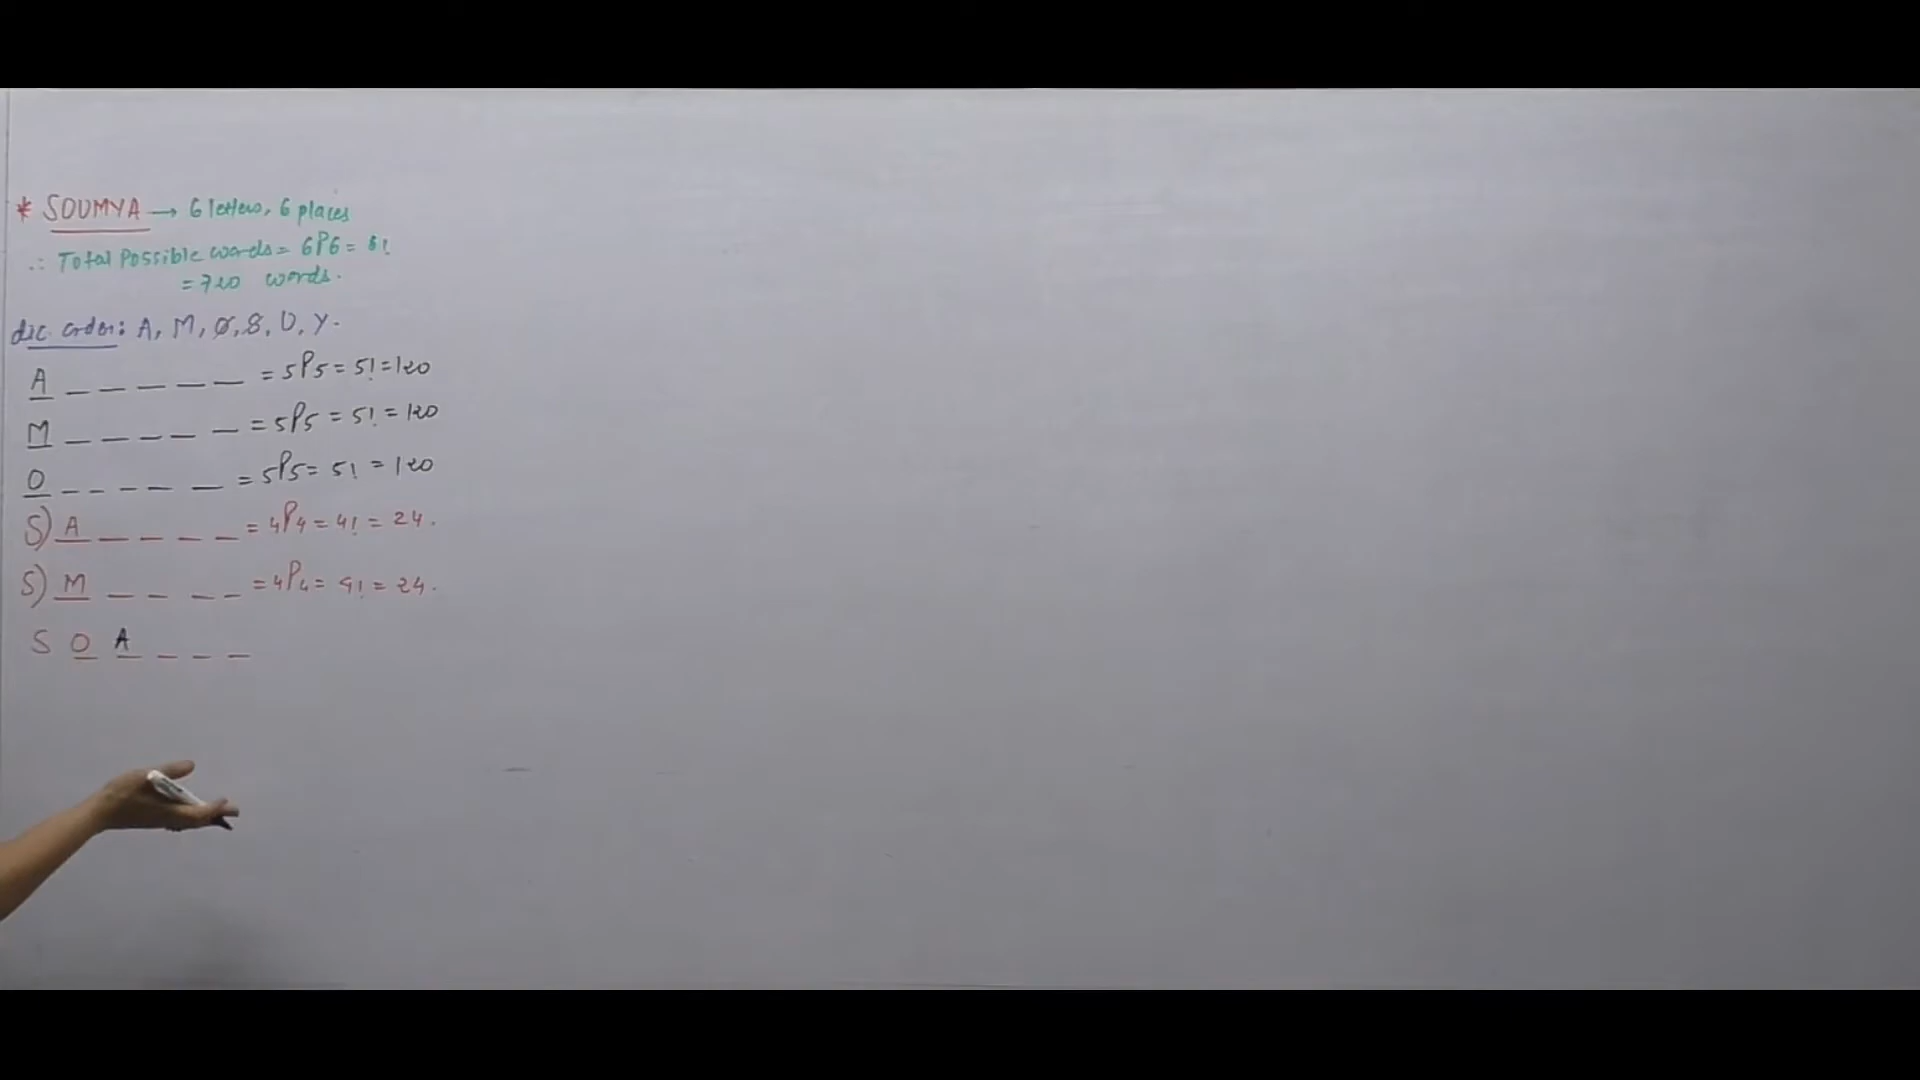 * SOUMYA → 6 letters, 6 places
∴ Total Possible words = 6P6 = 6!
= 720 words.
dic. order: A, M, O, S, U, Y.
A _ _ _ _ _ = 5P5 = 5! = 120
M _ _ _ _ _ = 5P5 = 5! = 120
O _ _ _ _ _ = 5P5 = 5! = 120
S) A _ _ _ _ = 4P4 = 4! = 24.
S) M _ _ _ _ = 4P4 = 4! = 24.
S O A _ _ _